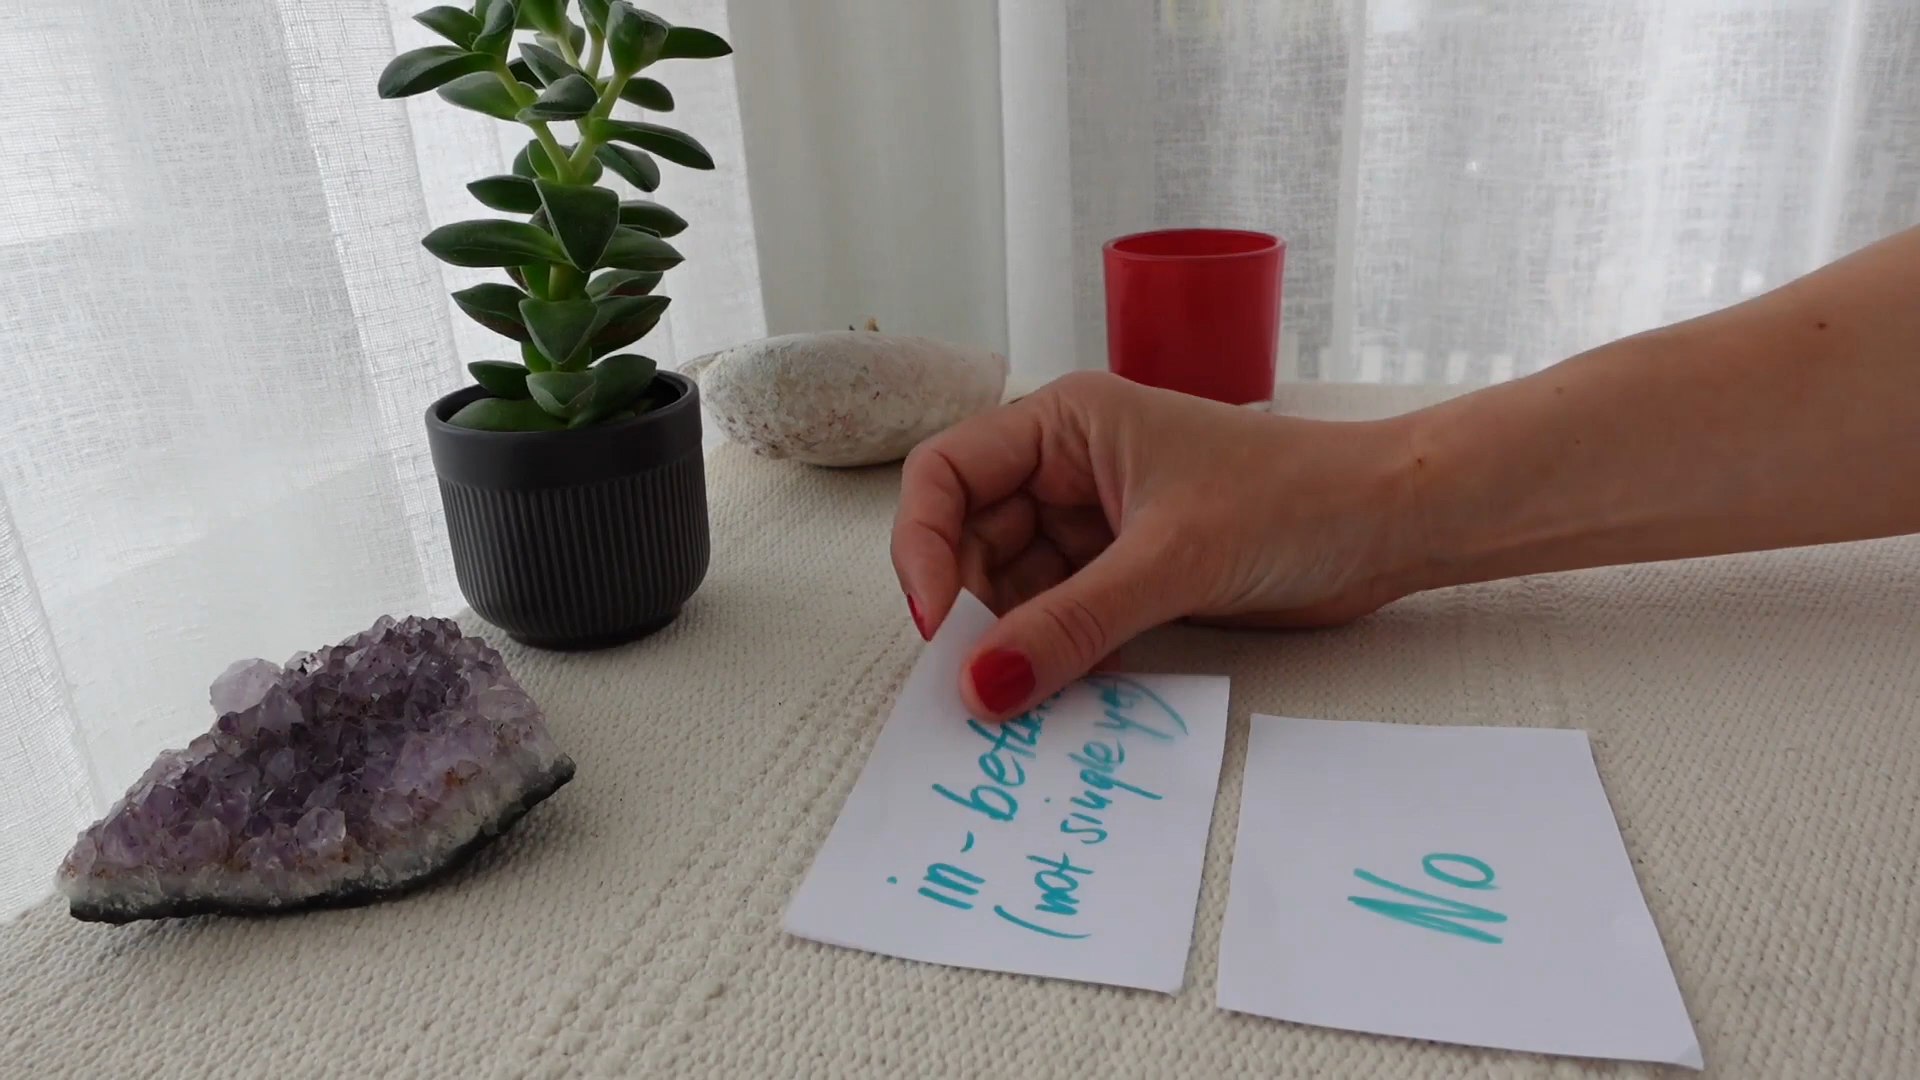 in-
(not single yet)
No